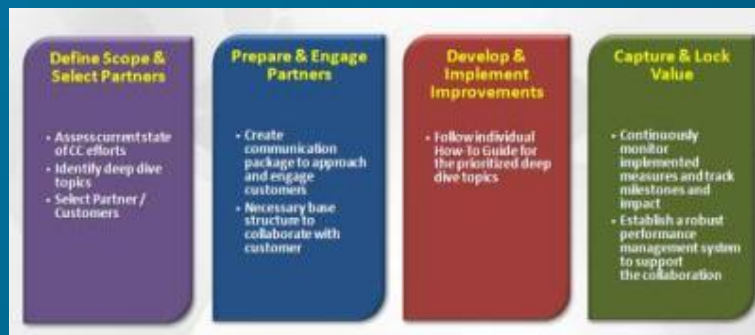 Define Scope &
Select Partners
• Assess current state
of CC efforts
• Identify deep dive
topics
• Select Partner /
Customers
Prepare & Engage
Partners
• Create
communication
package to approach
and engage
customers
• Necessary base
structure to
collaborate with
customer
Develop &
Implement
Improvements
• Follow individual
How-To Guide for
the prioritized deep
dive topics
Capture & Lock
Value
• Continuously
monitor
implemented
measures and track
milestones and
impact
• Establish a robust
performance
management system
to support
the collaboration